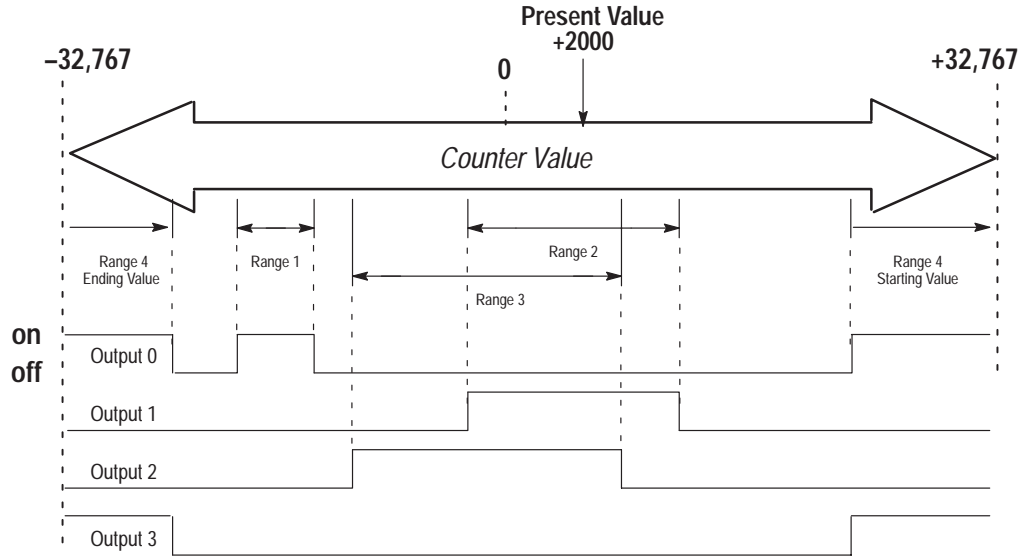 Present Value
+2000
–32,767
0
+32,767
Counter Value
Range 4
Ending Value
Range 1
Range 2
Range 3
Range 4
Starting Value
on
off
Output 0
Output 1
Output 2
Output 3